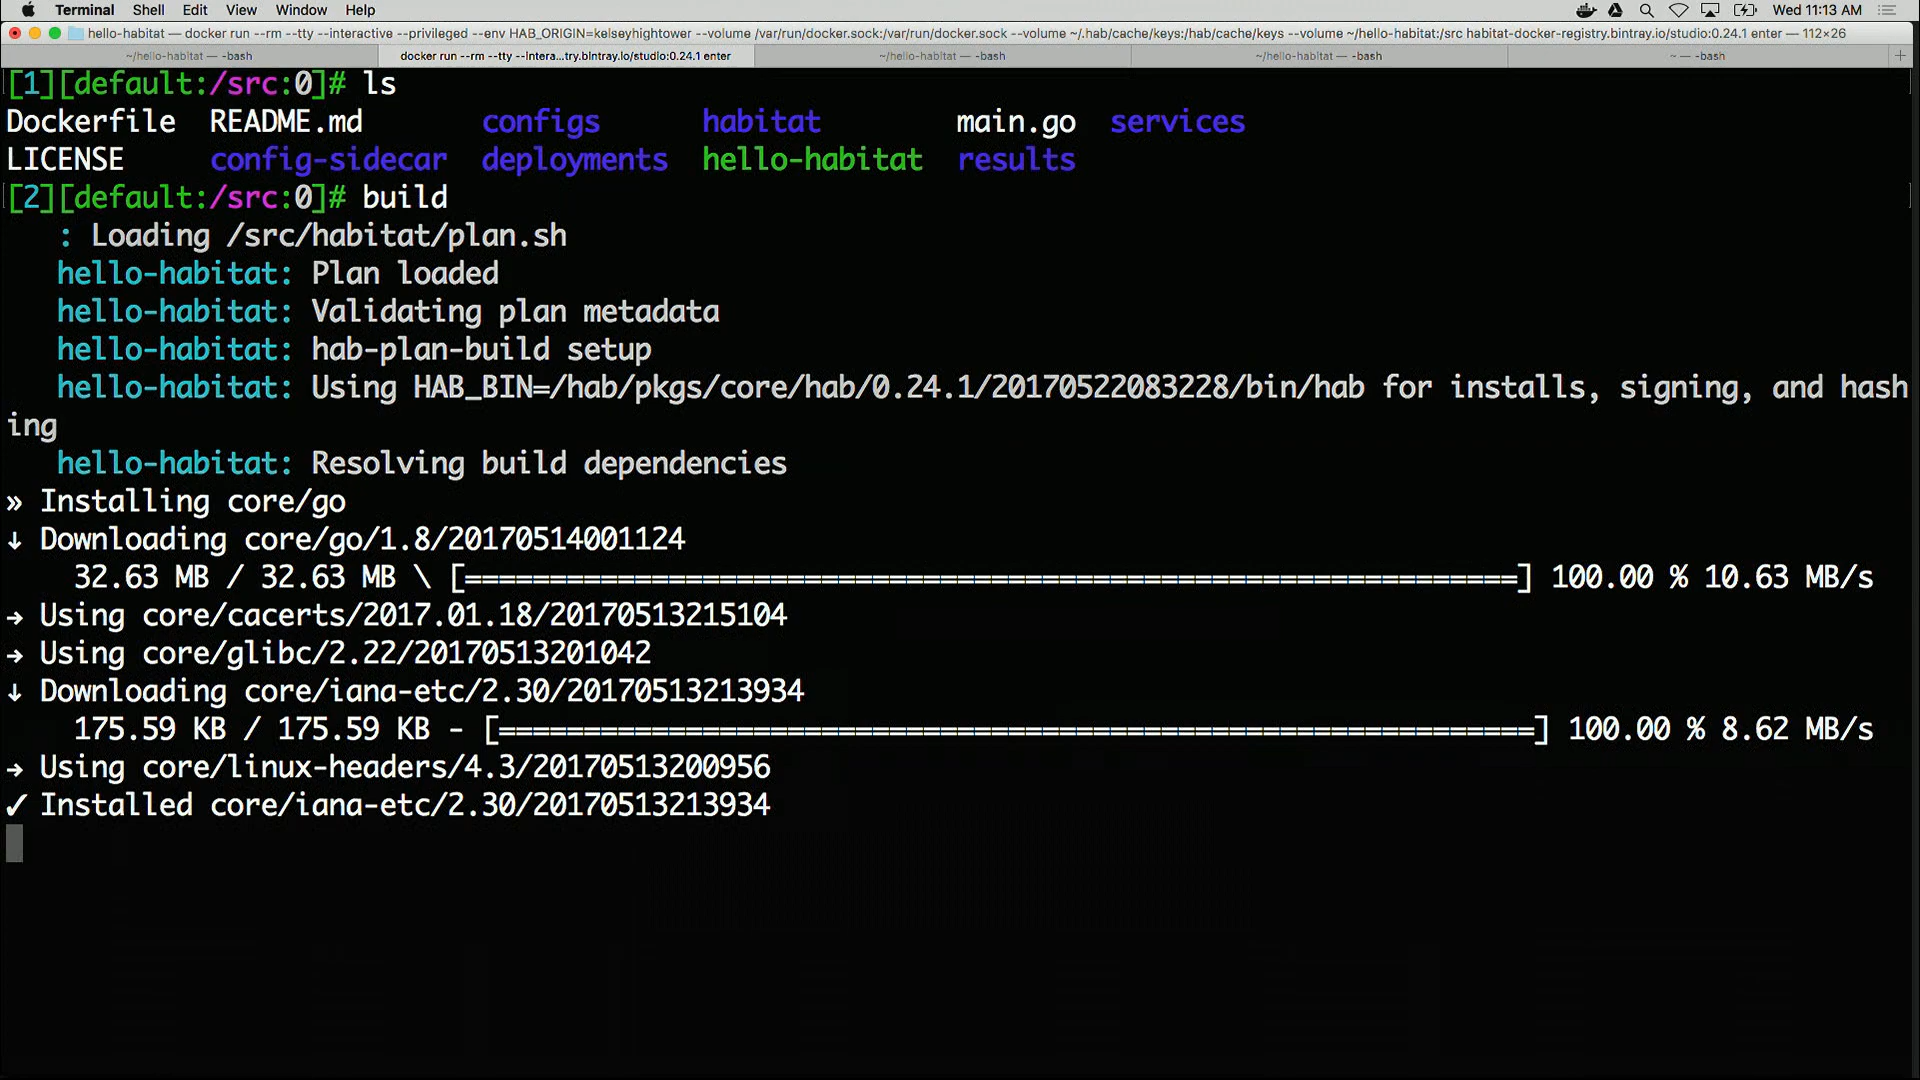 Terminal Shell Edit View Window Help Wed 11:13 AM
hello-habitat — docker run --rm --tty --interactive --privileged --env HAB_ORIGIN=kelseyhightower --volume /var/run/docker.sock:/var/run/docker.sock --volume ~/.hab/cache/keys:/hab/cache/keys --volume ~/hello-habitat:/src habitat-docker-registry.bintray.io/studio:0.24.1 enter — 112×26
~/hello-habitat — -bash docker run --rm --tty --intera...try.bintray.io/studio:0.24.1 enter ~/hello-habitat — -bash ~/hello-habitat — -bash ~ — -bash +
[1][default:/src:0]# ls
Dockerfile README.md configs habitat main.go services
LICENSE config-sidecar deployments hello-habitat results
[2][default:/src:0]# build
: Loading /src/habitat/plan.sh
hello-habitat: Plan loaded
hello-habitat: Validating plan metadata
hello-habitat: hab-plan-build setup
hello-habitat: Using HAB_BIN=/hab/pkgs/core/hab/0.24.1/20170522083228/bin/hab for installs, signing, and hash
ing
hello-habitat: Resolving build dependencies
» Installing core/go
↓ Downloading core/go/1.8/20170514001124
32.63 MB / 32.63 MB \ [==============================================================] 100.00 % 10.63 MB/s
→ Using core/cacerts/2017.01.18/20170513215104
→ Using core/glibc/2.22/20170513201042
↓ Downloading core/iana-etc/2.30/20170513213934
175.59 KB / 175.59 KB - [=============================================================] 100.00 % 8.62 MB/s
→ Using core/linux-headers/4.3/20170513200956
✓ Installed core/iana-etc/2.30/20170513213934